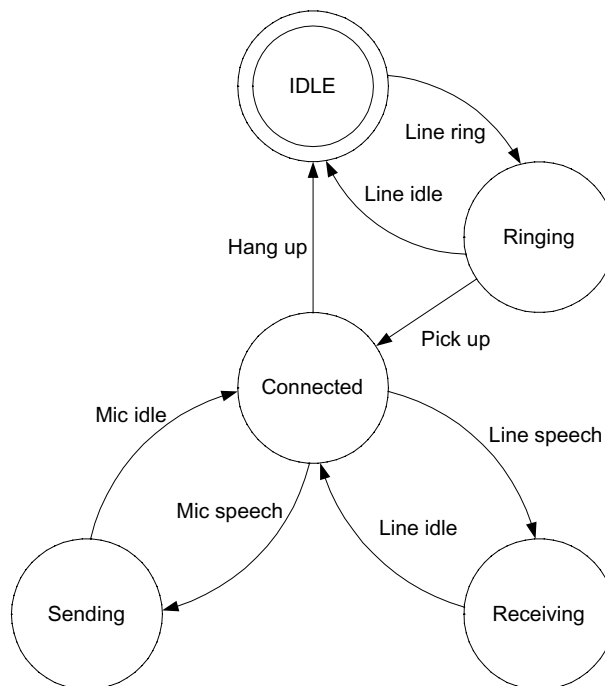 IDLE
Line ring
Line idle
Ringing
Hang up
Pick up
Connected
Mic idle
Line speech
Mic speech
Line idle
Sending
Receiving